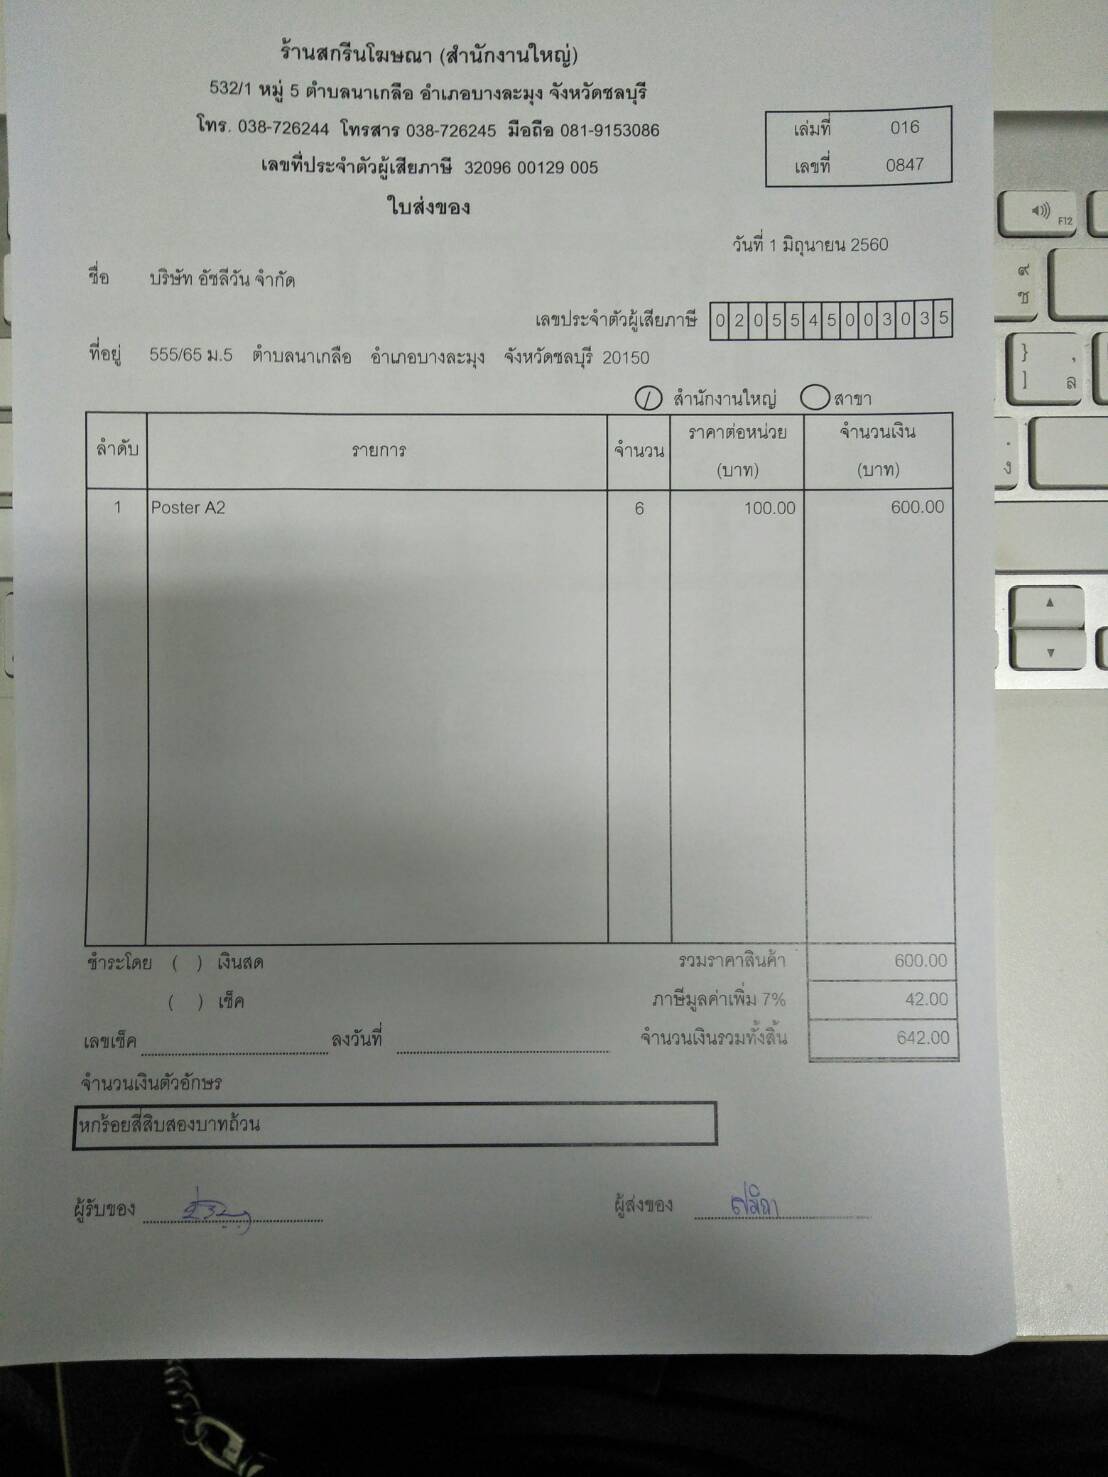 ร้านสกรีนโฆษณา (สำนักงานใหญ่)
532/1 หมู่ 5 ตำบลนาเกลือ อำเภอบางละมุง จังหวัดชลบุรี
โทร. 038-726244 โทรสาร 038-726245 มือถือ 081-9153086
เลขที่ประจำตัวผู้เสียภาษี 32096 00129 005
ใบส่งของ
เล่มที่ 016
เลขที่ 0847
วันที่ 1 มิถุนายน 2560
ชื่อ บริษัท อัชลีวัน จำกัด
เลขประจำตัวผู้เสียภาษี 0205545003035
ที่อยู่ 555/65 ม.5 ตำบลนาเกลือ อำเภอบางละมุง จังหวัดชลบุรี 20150
(/) สำนักงานใหญ่ สาขา
ลำดับ รายการ จำนวน ราคาต่อหน่วย (บาท) จำนวนเงิน (บาท)
1 Poster A2 6 100.00 600.00
ชำระโดย ( ) เงินสด รวมราคาสินค้า 600.00
( ) เช็ค ภาษีมูลค่าเพิ่ม 7% 42.00
เลขเช็ค ลงวันที่ จำนวนเงินรวมทั้งสิ้น 642.00
จำนวนเงินตัวอักษร
หกร้อยสี่สิบสองบาทถ้วน
ผู้รับของ ผู้ส่งของ
F12
๙
ซ
} ,
] ล
.
ง